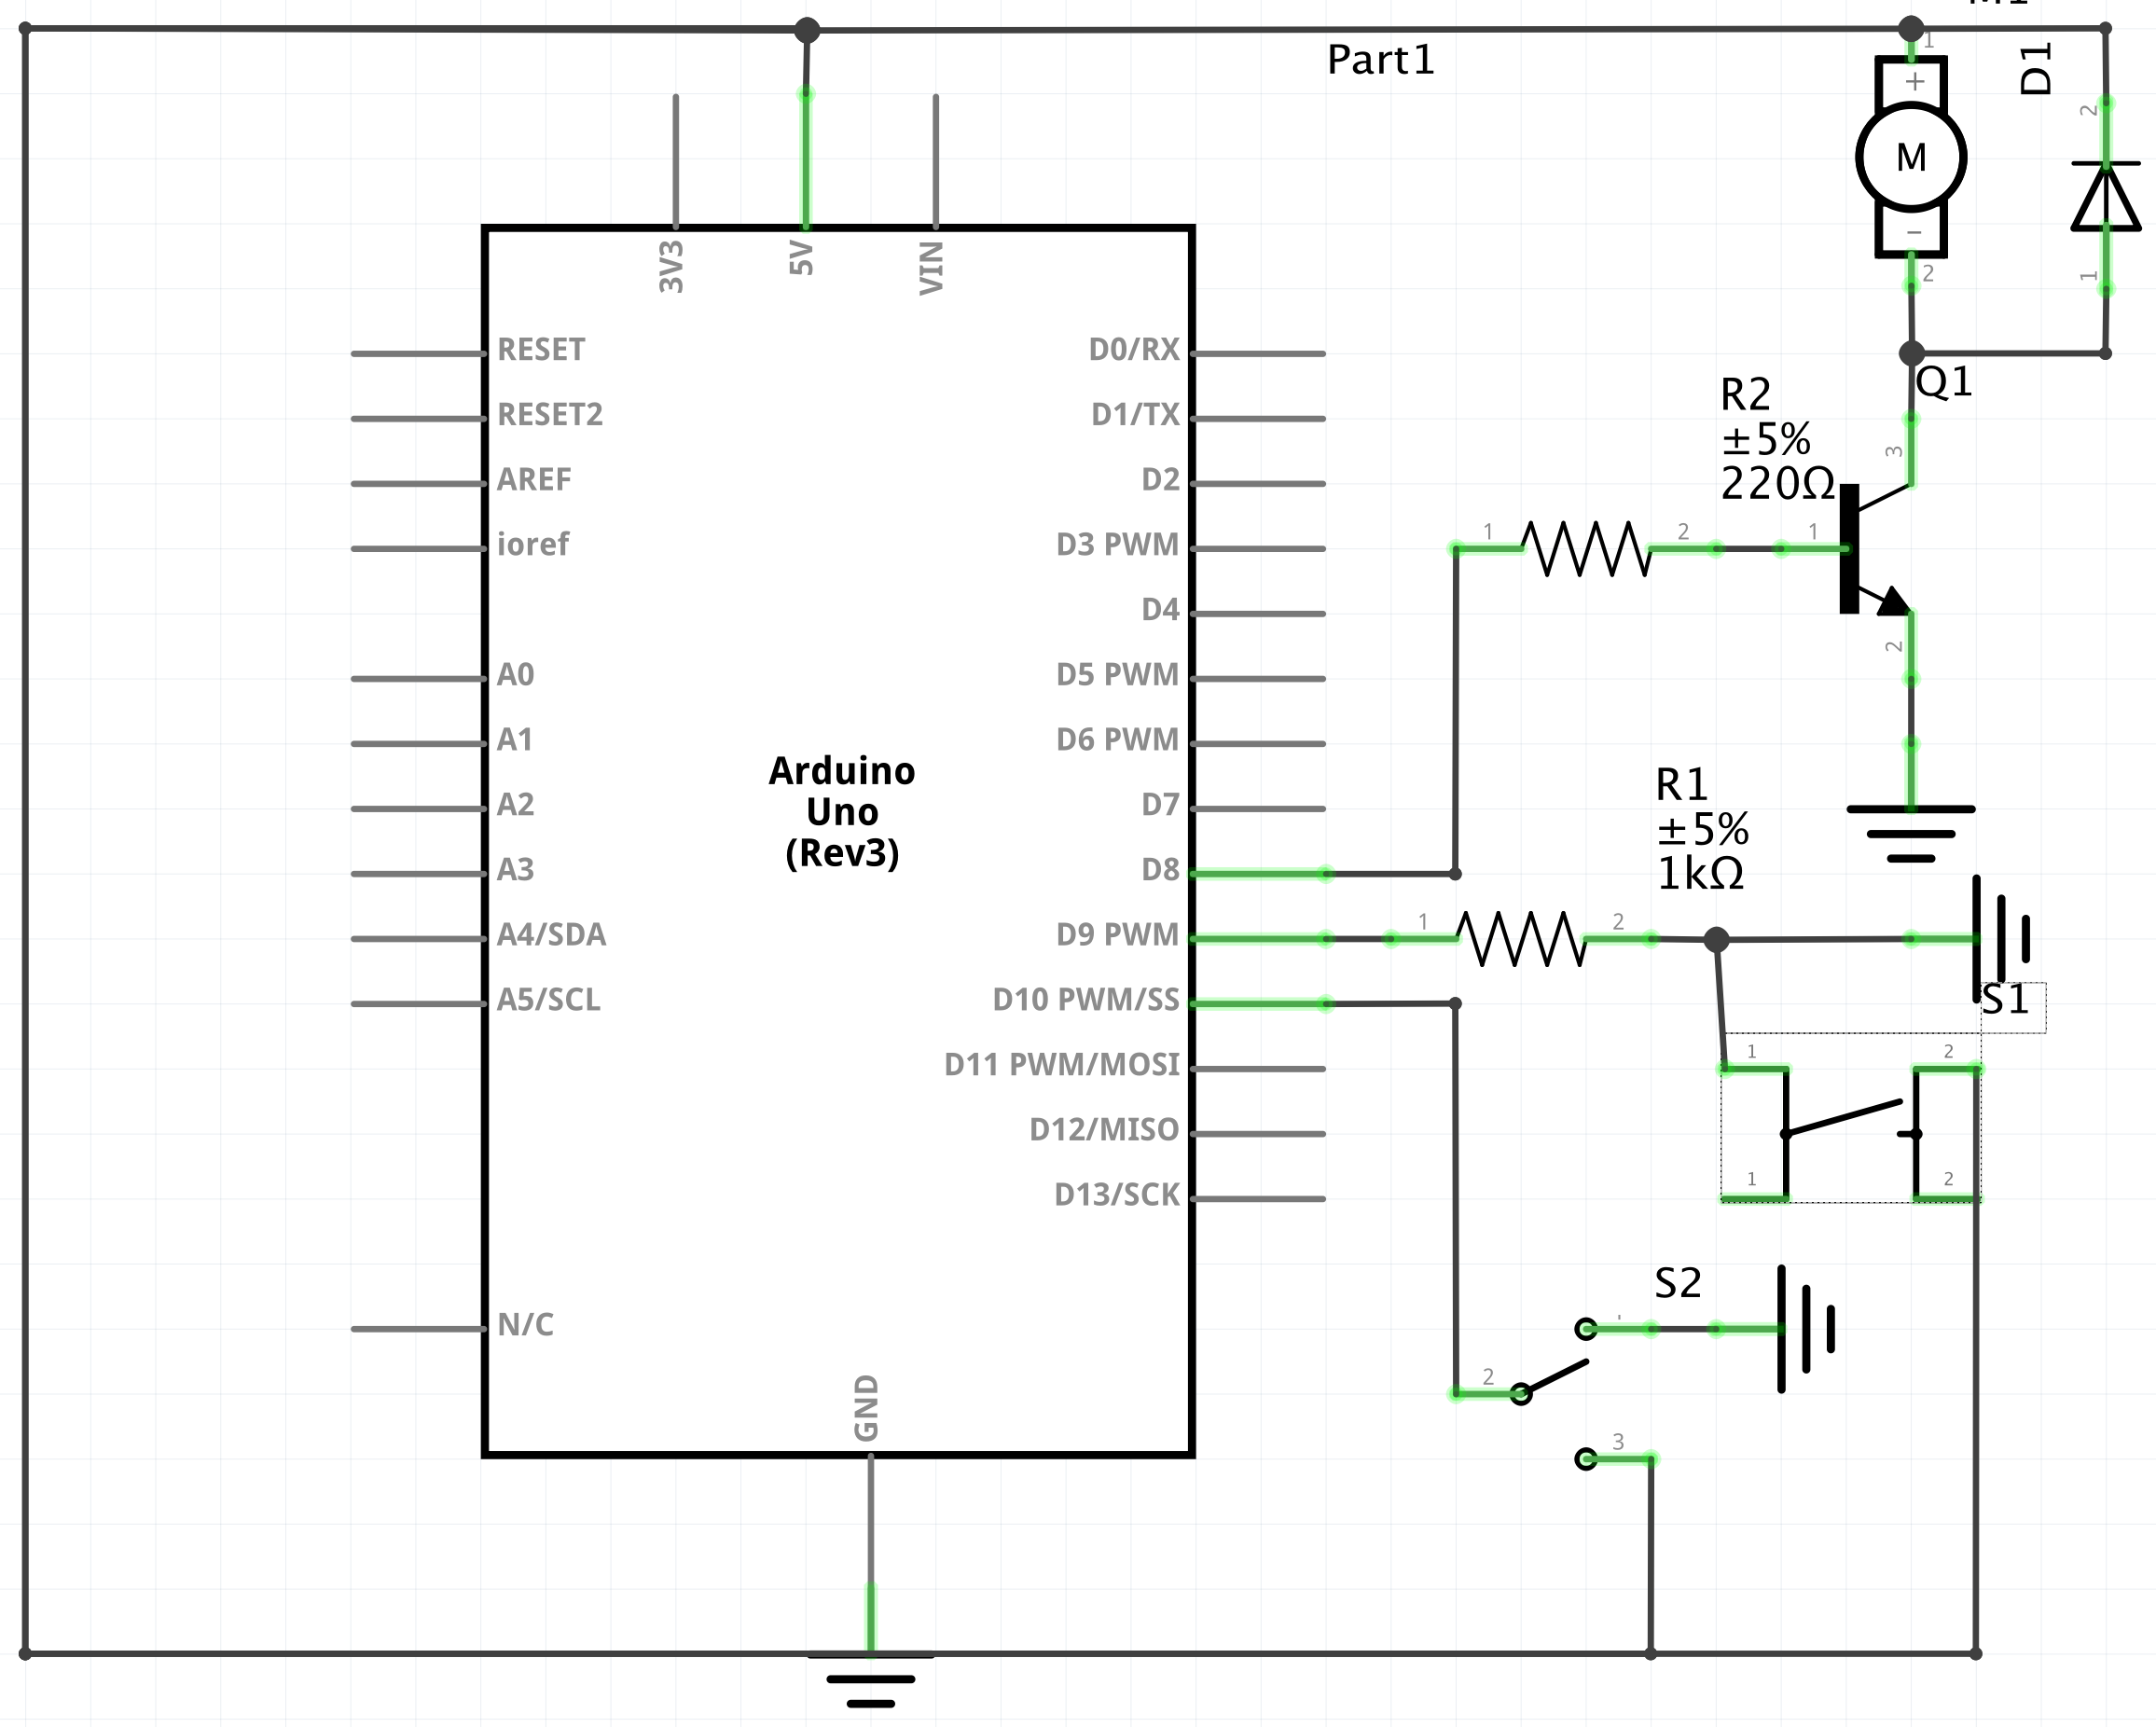 Part1
D1
1
+
M
−
2
2
1
3V3
5V
VIN
RESET
RESET2
AREF
ioref
A0
A1
A2
A3
A4/SDA
A5/SCL
N/C
Arduino
Uno
(Rev3)
GND
D0/RX
D1/TX
D2
D3 PWM
D4
D5 PWM
D6 PWM
D7
D8
D9 PWM
D10 PWM/SS
D11 PWM/MOSI
D12/MISO
D13/SCK
Q1
R2
±5%
220Ω
1
2
1
3
2
R1
±5%
1kΩ
1
2
S1
1
2
1
2
S2
2
3